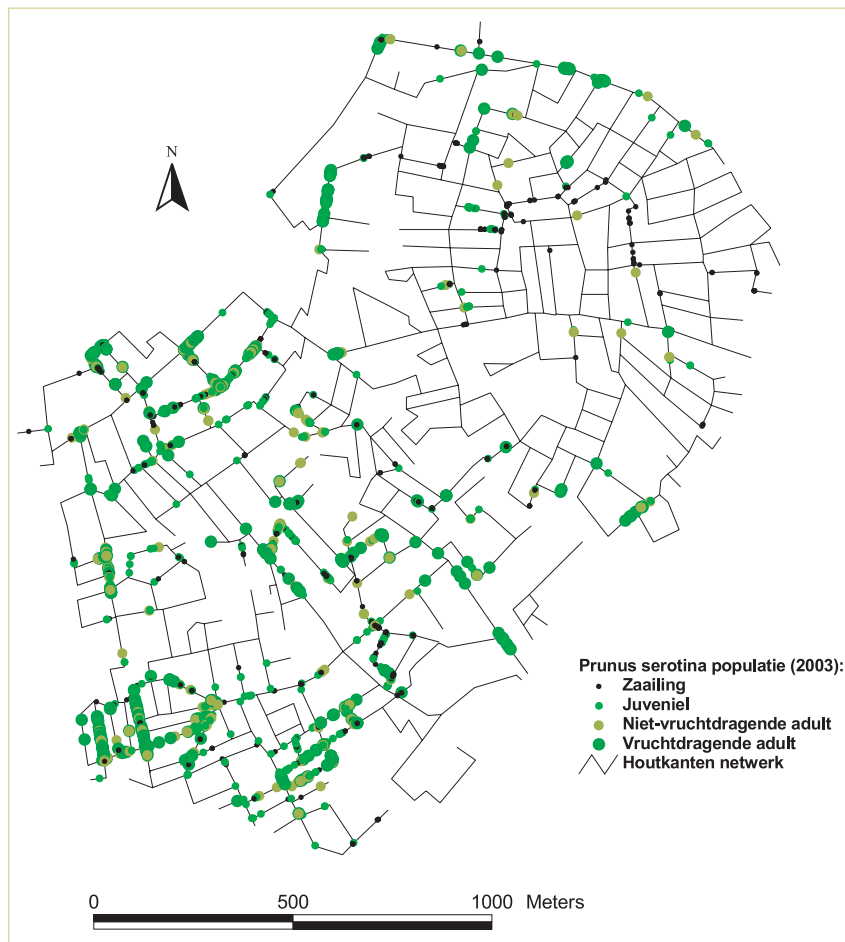 N
Prunus serotina populatie (2003):
Zaailing
Juveniel
Niet-vruchtdragende adult
Vruchtdragende adult
Houtkanten netwerk
0 500 1000 Meters